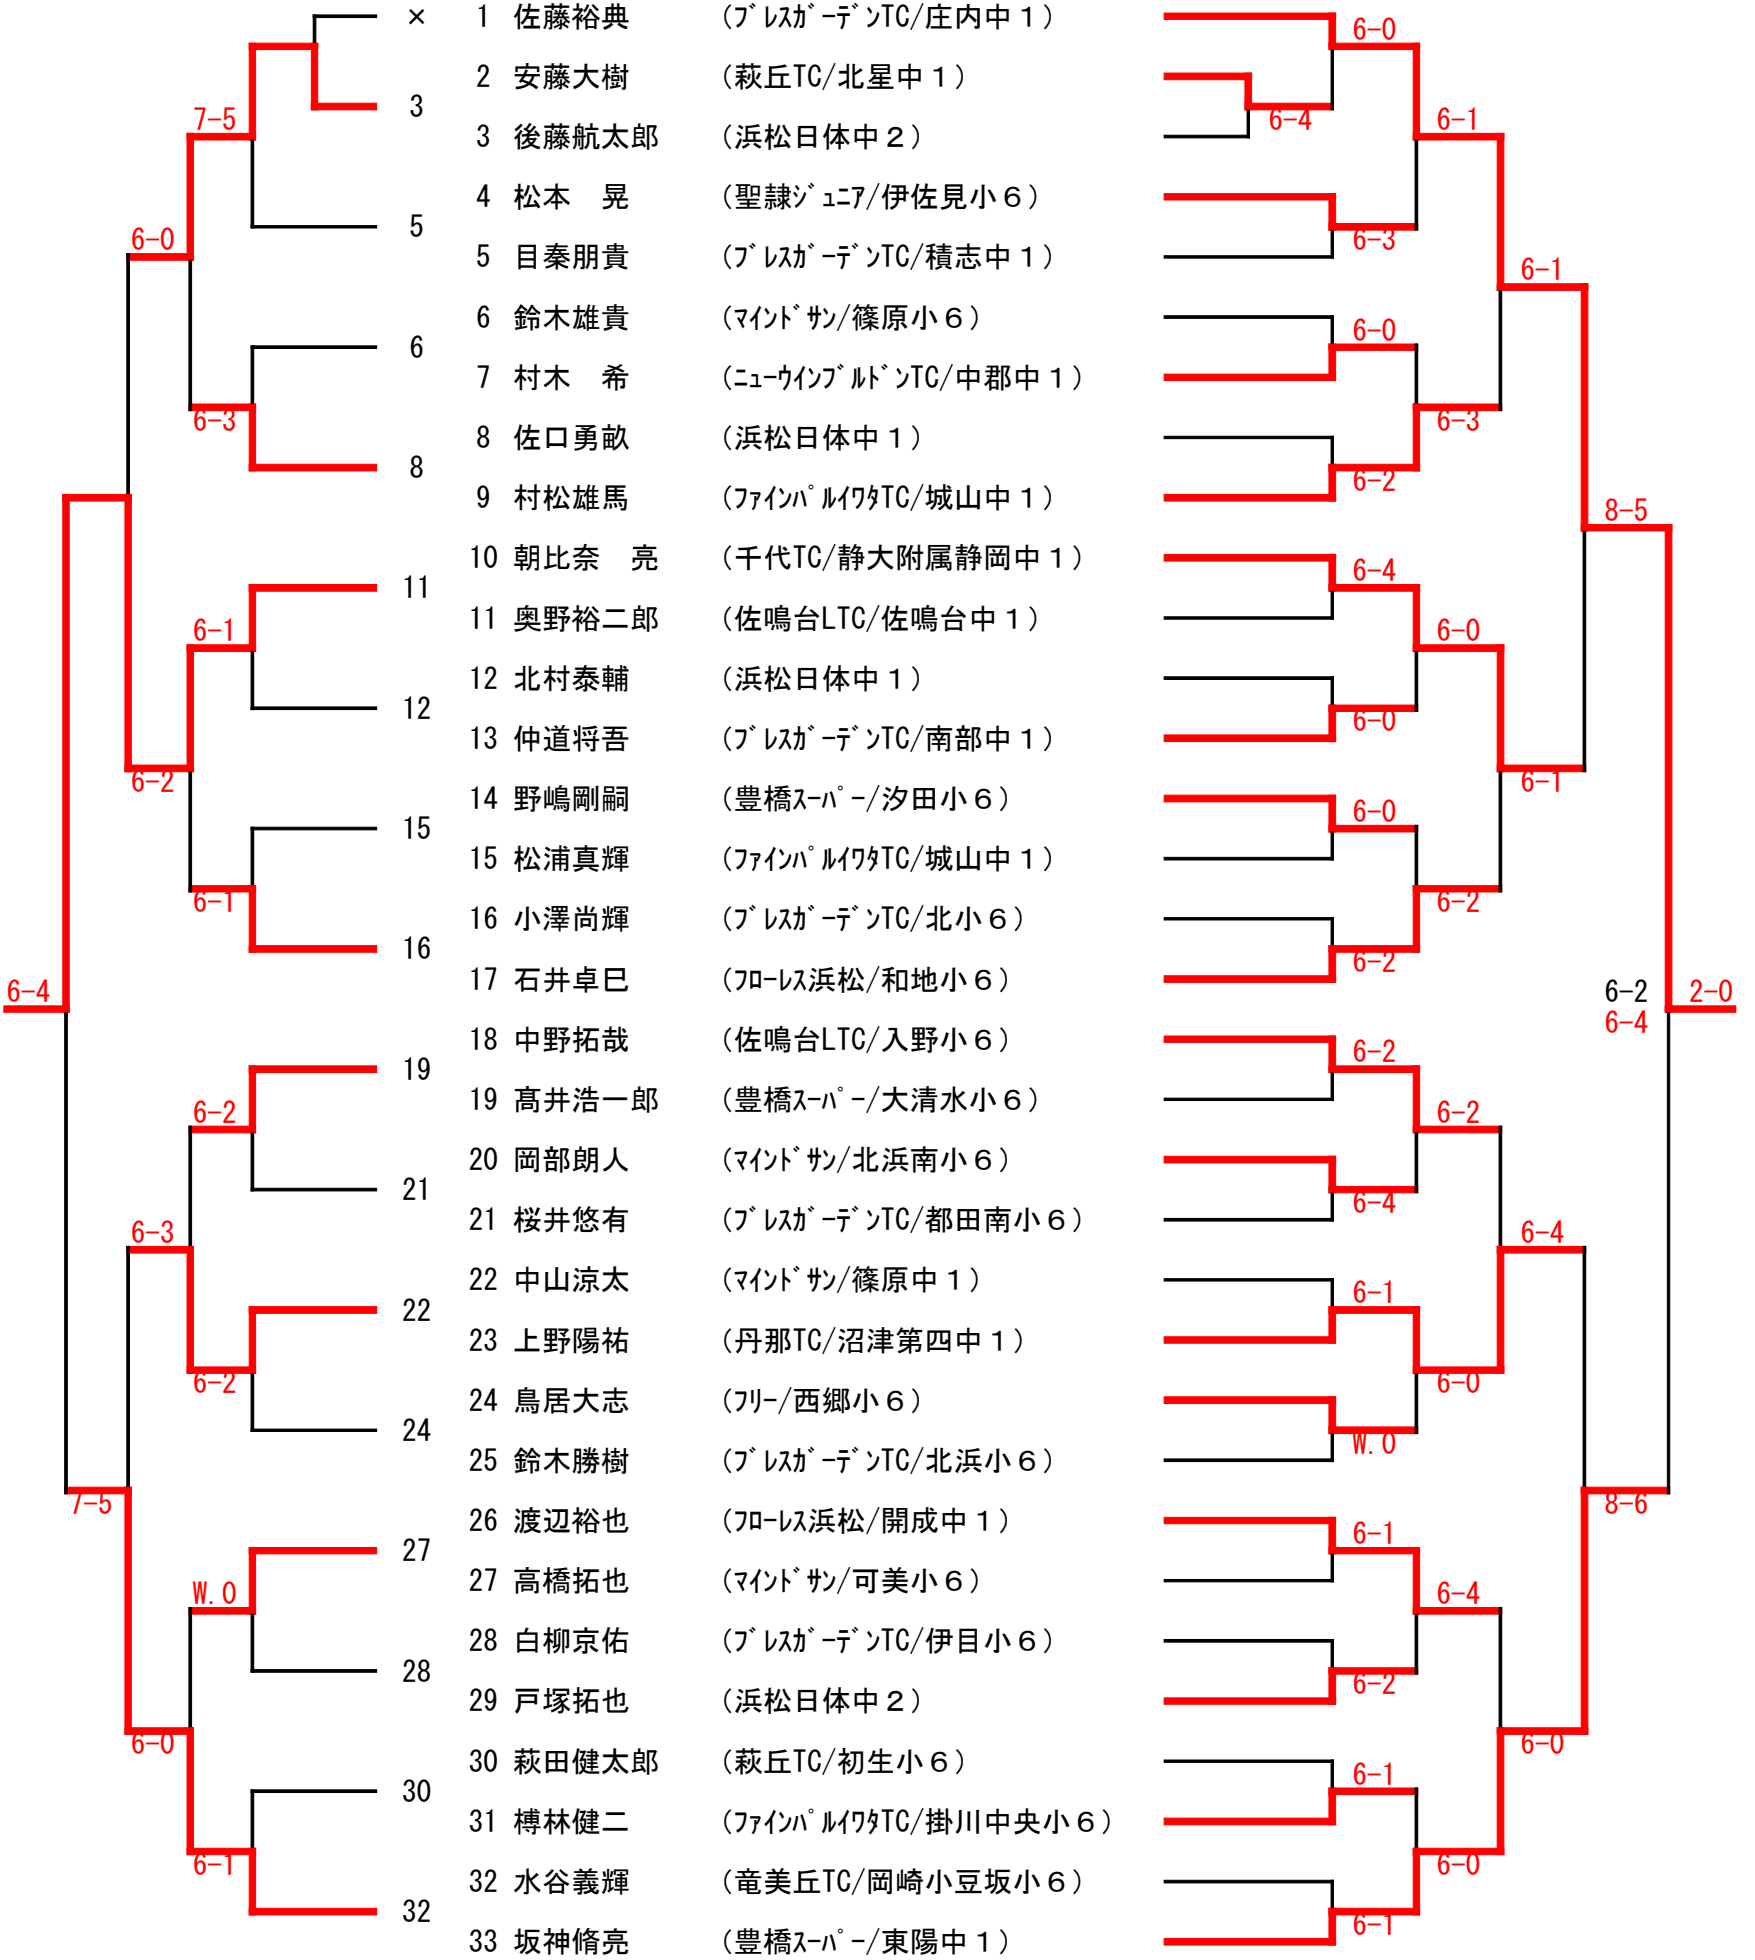 × 1 佐藤裕典 (ﾌﾞﾚｽｶﾞｰﾃﾞﾝTC/庄内中１)
6-0
2 安藤大樹 (萩丘TC/北星中１)
3
7-5 6-4 6-1
3 後藤航太郎 (浜松日体中２)
4 松本　晃 (聖隷ｼﾞｭﾆｱ/伊佐見小６)
5
6-0 6-3
5 目秦朋貴 (ﾌﾞﾚｽｶﾞｰﾃﾞﾝTC/積志中１)
6-1
6 鈴木雄貴 (ﾏｲﾝﾄﾞｻﾝ/篠原小６)
6-0
6
7 村木　希 (ﾆｭｰｳｲﾝﾌﾞﾙﾄﾞﾝTC/中郡中１)
6-3 6-3
8 佐口勇畝 (浜松日体中１)
8
6-2
9 村松雄馬 (ﾌｧｲﾝﾊﾟﾙｲﾜﾀTC/城山中１)
8-5
10 朝比奈　亮 (千代TC/静大附属静岡中１)
6-4
11
11 奥野裕二郎 (佐鳴台LTC/佐鳴台中１)
6-1 6-0
12 北村泰輔 (浜松日体中１)
12
6-0
13 仲道将吾 (ﾌﾞﾚｽｶﾞｰﾃﾞﾝTC/南部中１)
6-2 6-1
14 野嶋剛嗣 (豊橋ｽｰﾊﾟｰ/汐田小６)
6-0
15
15 松浦真輝 (ﾌｧｲﾝﾊﾟﾙｲﾜﾀTC/城山中１)
6-1 6-2
16 小澤尚輝 (ﾌﾞﾚｽｶﾞｰﾃﾞﾝTC/北小６)
16
6-2
17 石井卓巳 (ﾌﾛｰﾚｽ浜松/和地小６)
6-4 6-2 2-0
6-4
18 中野拓哉 (佐鳴台LTC/入野小６)
6-2
19
19 髙井浩一郎 (豊橋ｽｰﾊﾟｰ/大清水小６)
6-2 6-2
20 岡部朗人 (ﾏｲﾝﾄﾞｻﾝ/北浜南小６)
21
6-4
21 桜井悠有 (ﾌﾞﾚｽｶﾞｰﾃﾞﾝTC/都田南小６)
6-3 6-4
22 中山涼太 (ﾏｲﾝﾄﾞｻﾝ/篠原中１)
6-1
22
23 上野陽祐 (丹那TC/沼津第四中１)
6-2 6-0
24 鳥居大志 (ﾌﾘｰ/西郷小６)
24
W.O
25 鈴木勝樹 (ﾌﾞﾚｽｶﾞｰﾃﾞﾝTC/北浜小６)
7-5 8-6
26 渡辺裕也 (ﾌﾛｰﾚｽ浜松/開成中１)
6-1
27
27 高橋拓也 (ﾏｲﾝﾄﾞｻﾝ/可美小６)
W.O 6-4
28 白柳京佑 (ﾌﾞﾚｽｶﾞｰﾃﾞﾝTC/伊目小６)
28
6-2
29 戸塚拓也 (浜松日体中２)
6-0 6-0
30 萩田健太郎 (萩丘TC/初生小６)
6-1
30
31 榑林健二 (ﾌｧｲﾝﾊﾟﾙｲﾜﾀTC/掛川中央小６)
6-1 6-0
32 水谷義輝 (竜美丘TC/岡崎小豆坂小６)
32
6-1
33 坂神脩亮 (豊橋ｽｰﾊﾟｰ/東陽中１)